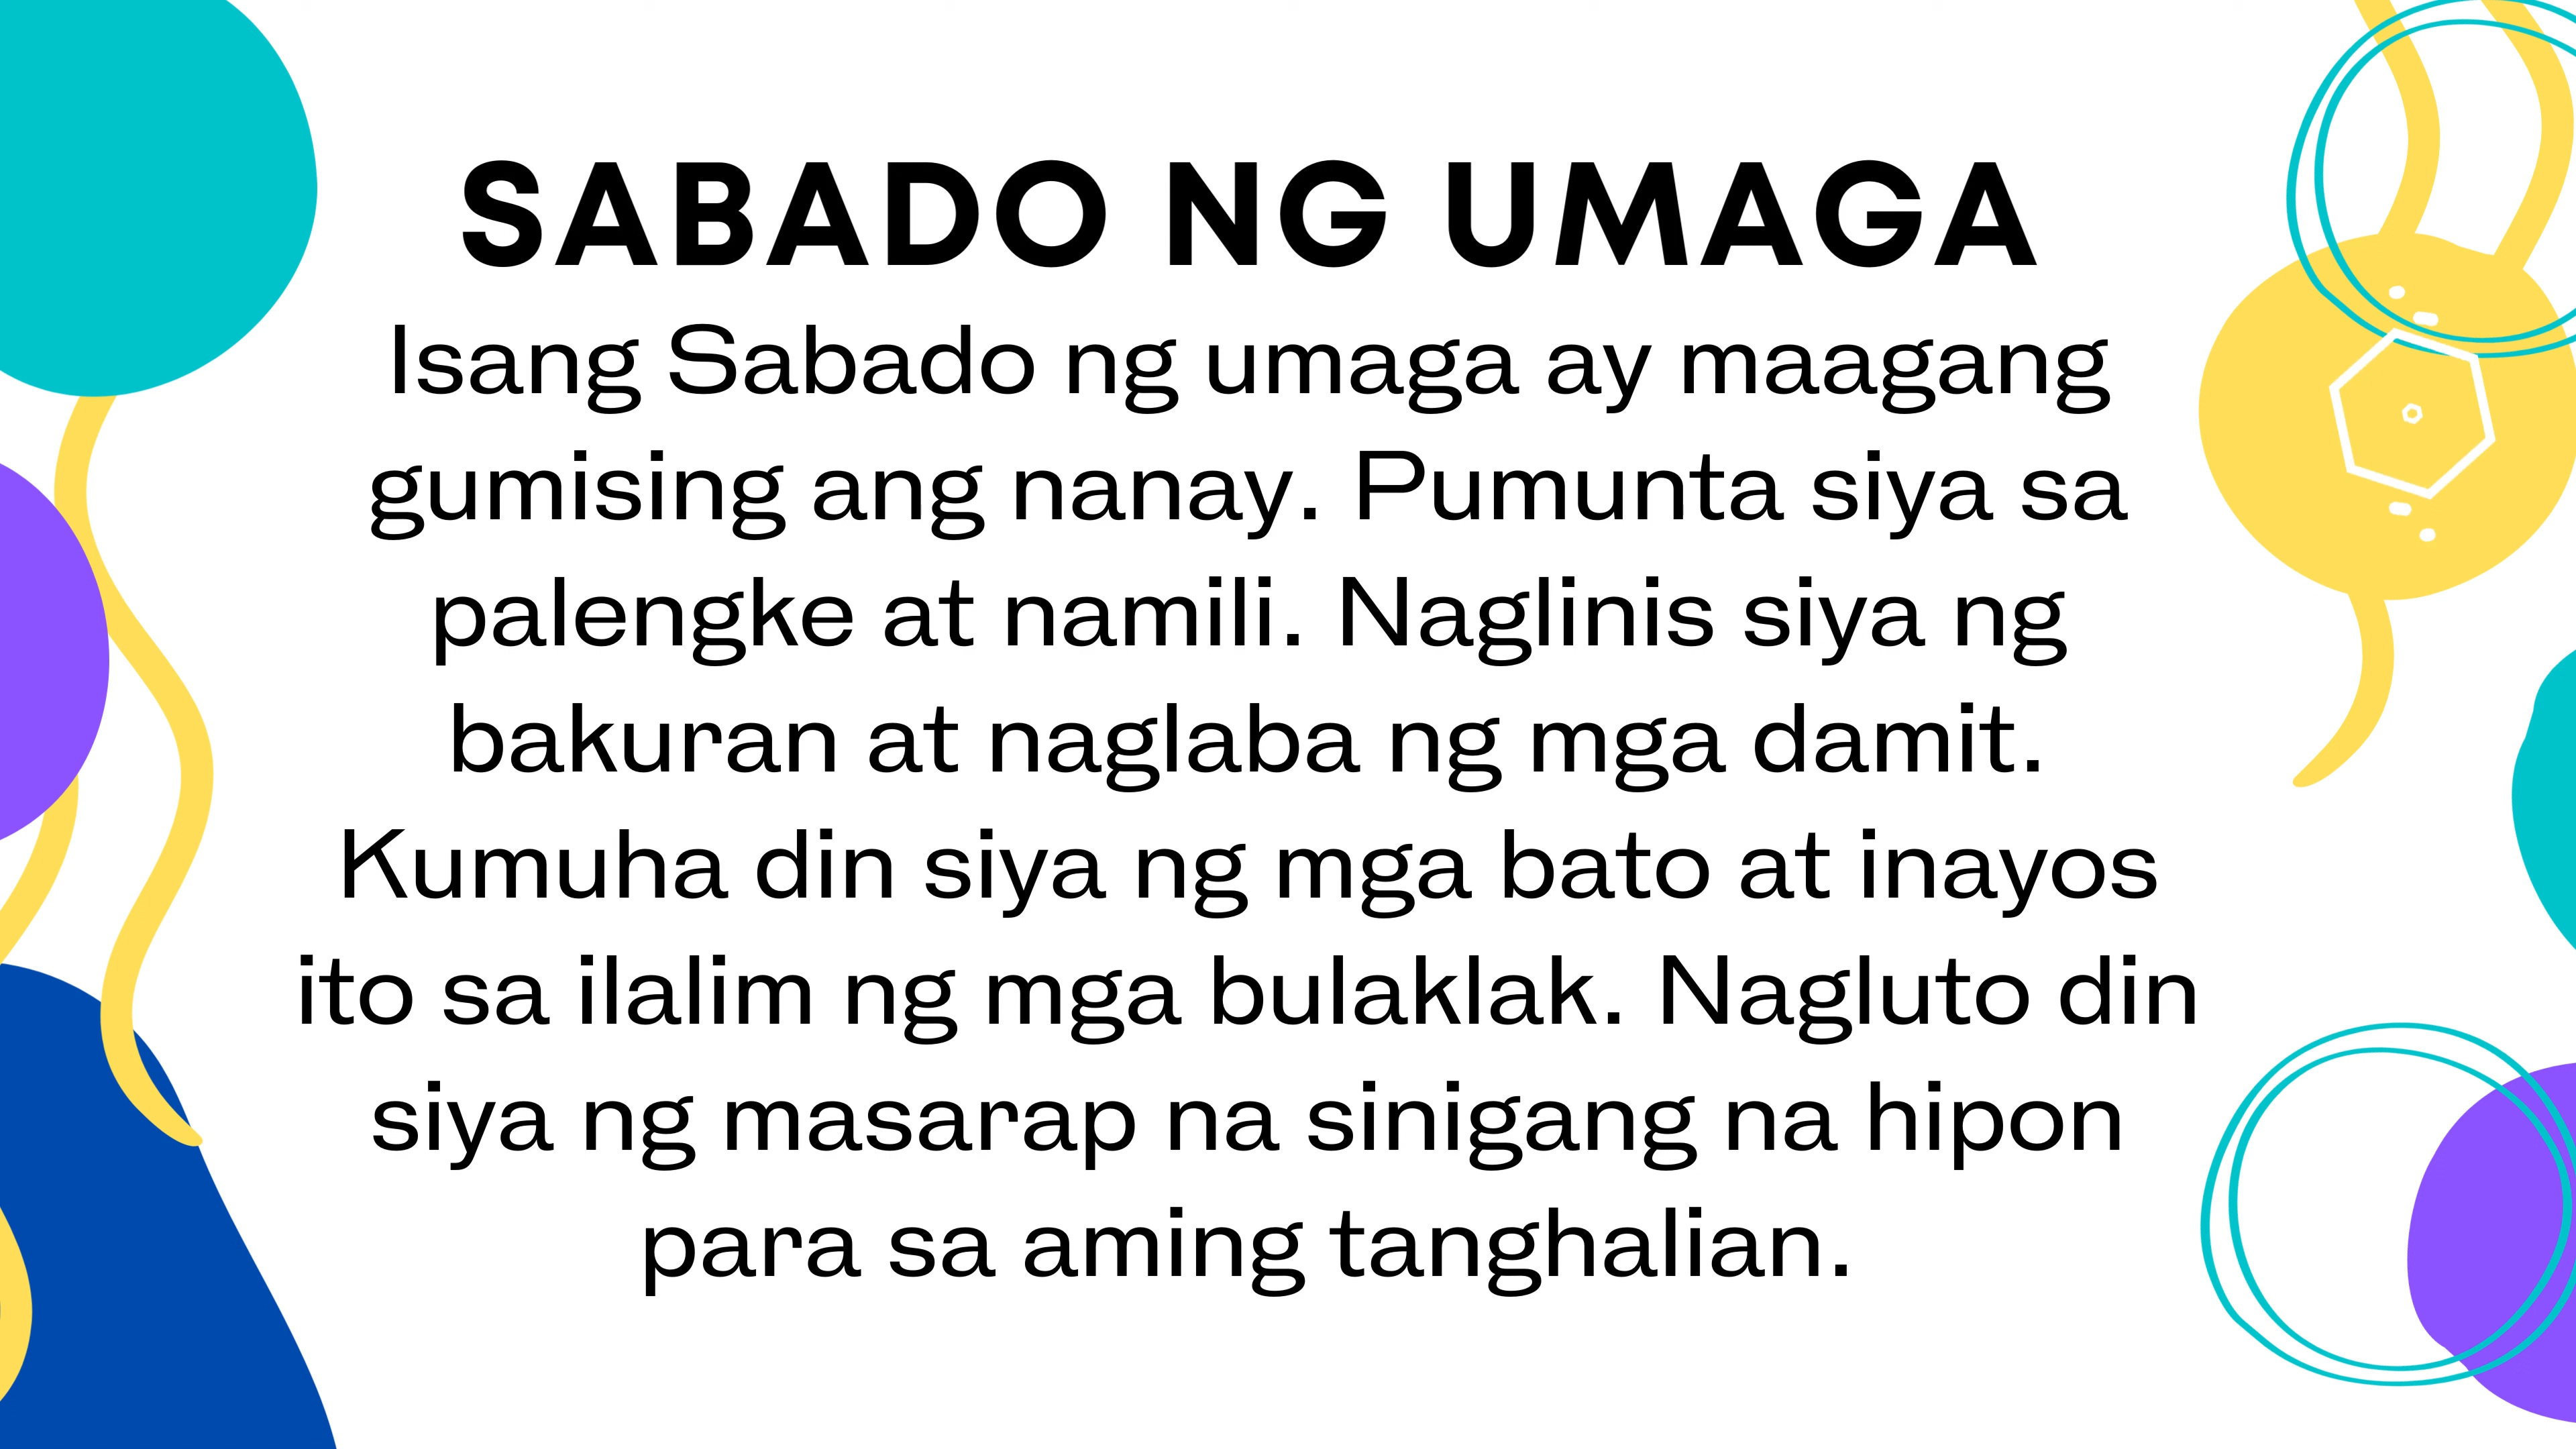 SABADO NG UMAGA
Isang Sabado ng umaga ay maagang
gumising ang nanay. Pumunta siya sa
palengke at namili. Naglinis siya ng
bakuran at naglaba ng mga damit.
Kumuha din siya ng mga bato at inayos
ito sa ilalim ng mga bulaklak. Nagluto din
siya ng masarap na sinigang na hipon
para sa aming tanghalian.